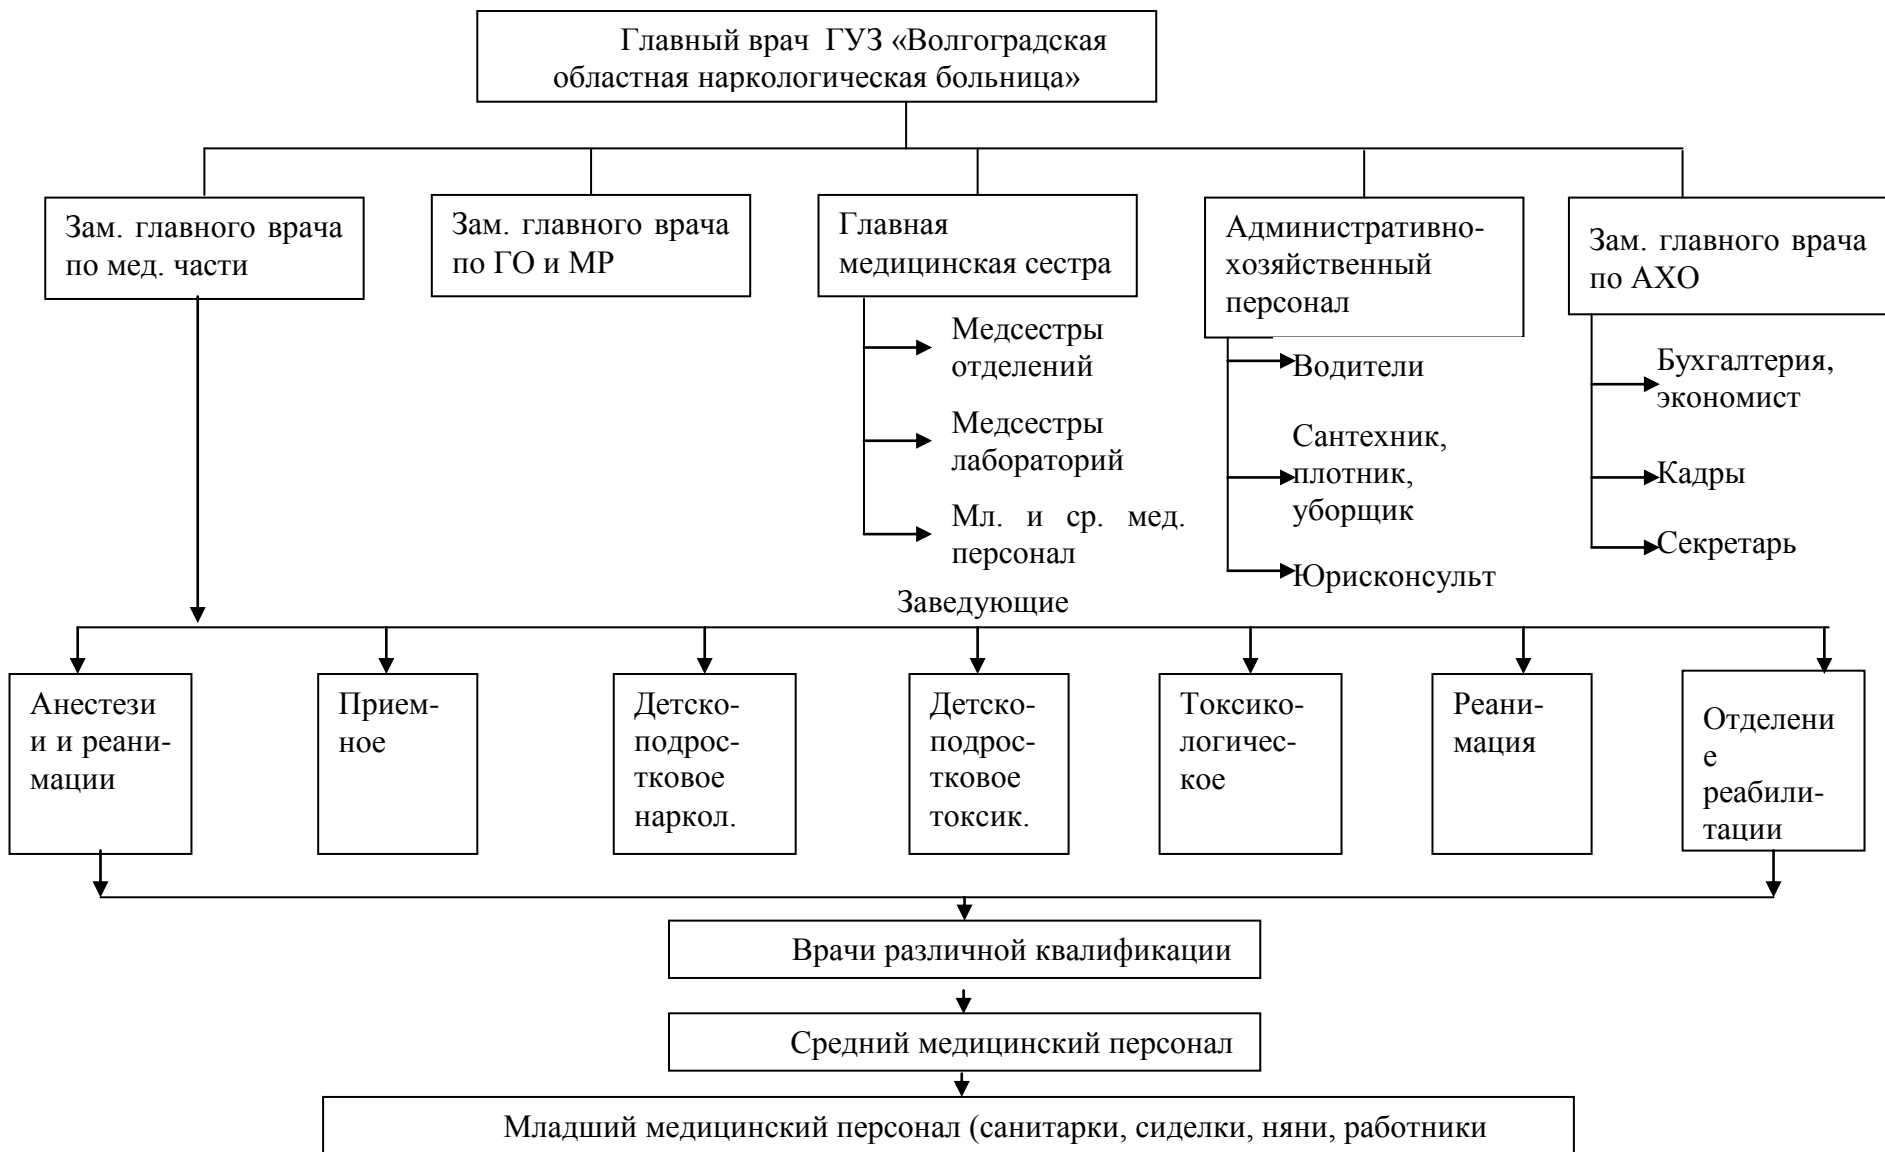 Главный врач ГУЗ «Волгоградская
областная наркологическая больница»
Зам. главного врача
по мед. части
Зам. главного врача
по ГО и МР
Главная
медицинская сестра
Административно-
хозяйственный
персонал
Зам. главного врача
по АХО
Медсестры
отделений
Медсестры
лабораторий
Мл. и ср. мед.
персонал
Водители
Сантехник,
плотник,
уборщик
Юрисконсульт
Бухгалтерия,
экономист
Кадры
Секретарь
Заведующие
Анестези
и и реани-
мации
Прием-
ное
Детско-
подрос-
тковое
наркол.
Детско-
подрос-
тковое
токсик.
Токсико-
логичес-
кое
Реани-
мация
Отделени
е
реабили-
тации
Врачи различной квалификации
Средний медицинский персонал
Младший медицинский персонал (санитарки, сиделки, няни, работники